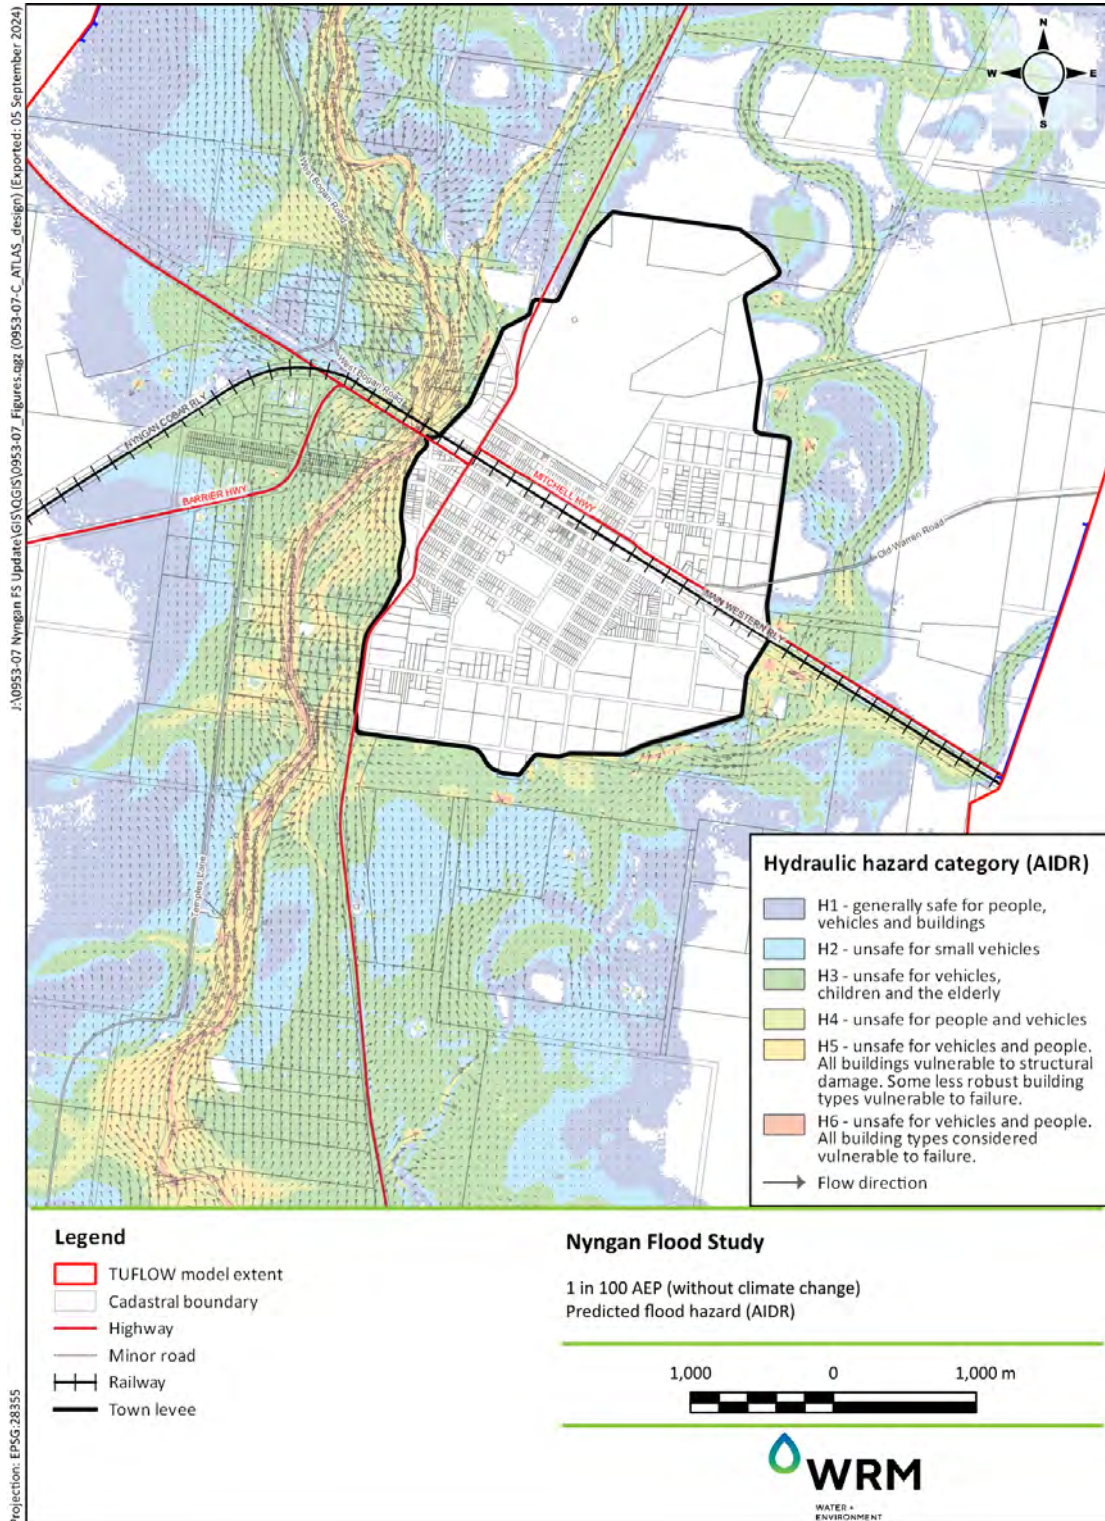 J:\0953-07 Nyngan FS Update\GIS\QGIS\0953-07_Figures.qgz (0953-07-C_ATLAS_design) (Exported: 05 September 2024)
N
W
E
S
West Bogan Road
West Bogan Road
NYNGAN COBAR RLY
BARRIER HWY
MITCHELL HWY
Old Warren Road
MAIN WESTERN RLY
Temples Lane
Hydraulic hazard category (AIDR)
H1 - generally safe for people,
vehicles and buildings
H2 - unsafe for small vehicles
H3 - unsafe for vehicles,
children and the elderly
H4 - unsafe for people and vehicles
H5 - unsafe for vehicles and people.
All buildings vulnerable to structural
damage. Some less robust building
types vulnerable to failure.
H6 - unsafe for vehicles and people.
All building types considered
vulnerable to failure.
Flow direction
Legend
TUFLOW model extent
Cadastral boundary
Highway
Minor road
Railway
Town levee
Nyngan Flood Study
1 in 100 AEP (without climate change)
Predicted flood hazard (AIDR)
1,000 0 1,000 m
WRM
WATER +
ENVIRONMENT
Projection: EPSG:28355